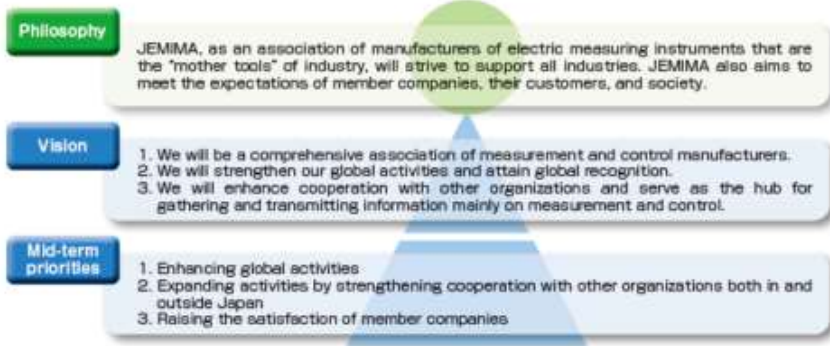 Philosophy
JEMIMA, as an association of manufacturers of electric measuring instruments that are
the "mother tools" of industry, will strive to support all industries. JEMIMA also aims to
meet the expectations of member companies, their customers, and society.
Vision
1. We will be a comprehensive association of measurement and control manufacturers.
2. We will strengthen our global activities and attain global recognition.
3. We will enhance cooperation with other organizations and serve as the hub for
gathering and transmitting information mainly on measurement and control.
Mid-term
priorities
1. Enhancing global activities
2. Expanding activities by strengthening cooperation with other organizations both in and
outside Japan
3. Raising the satisfaction of member companies